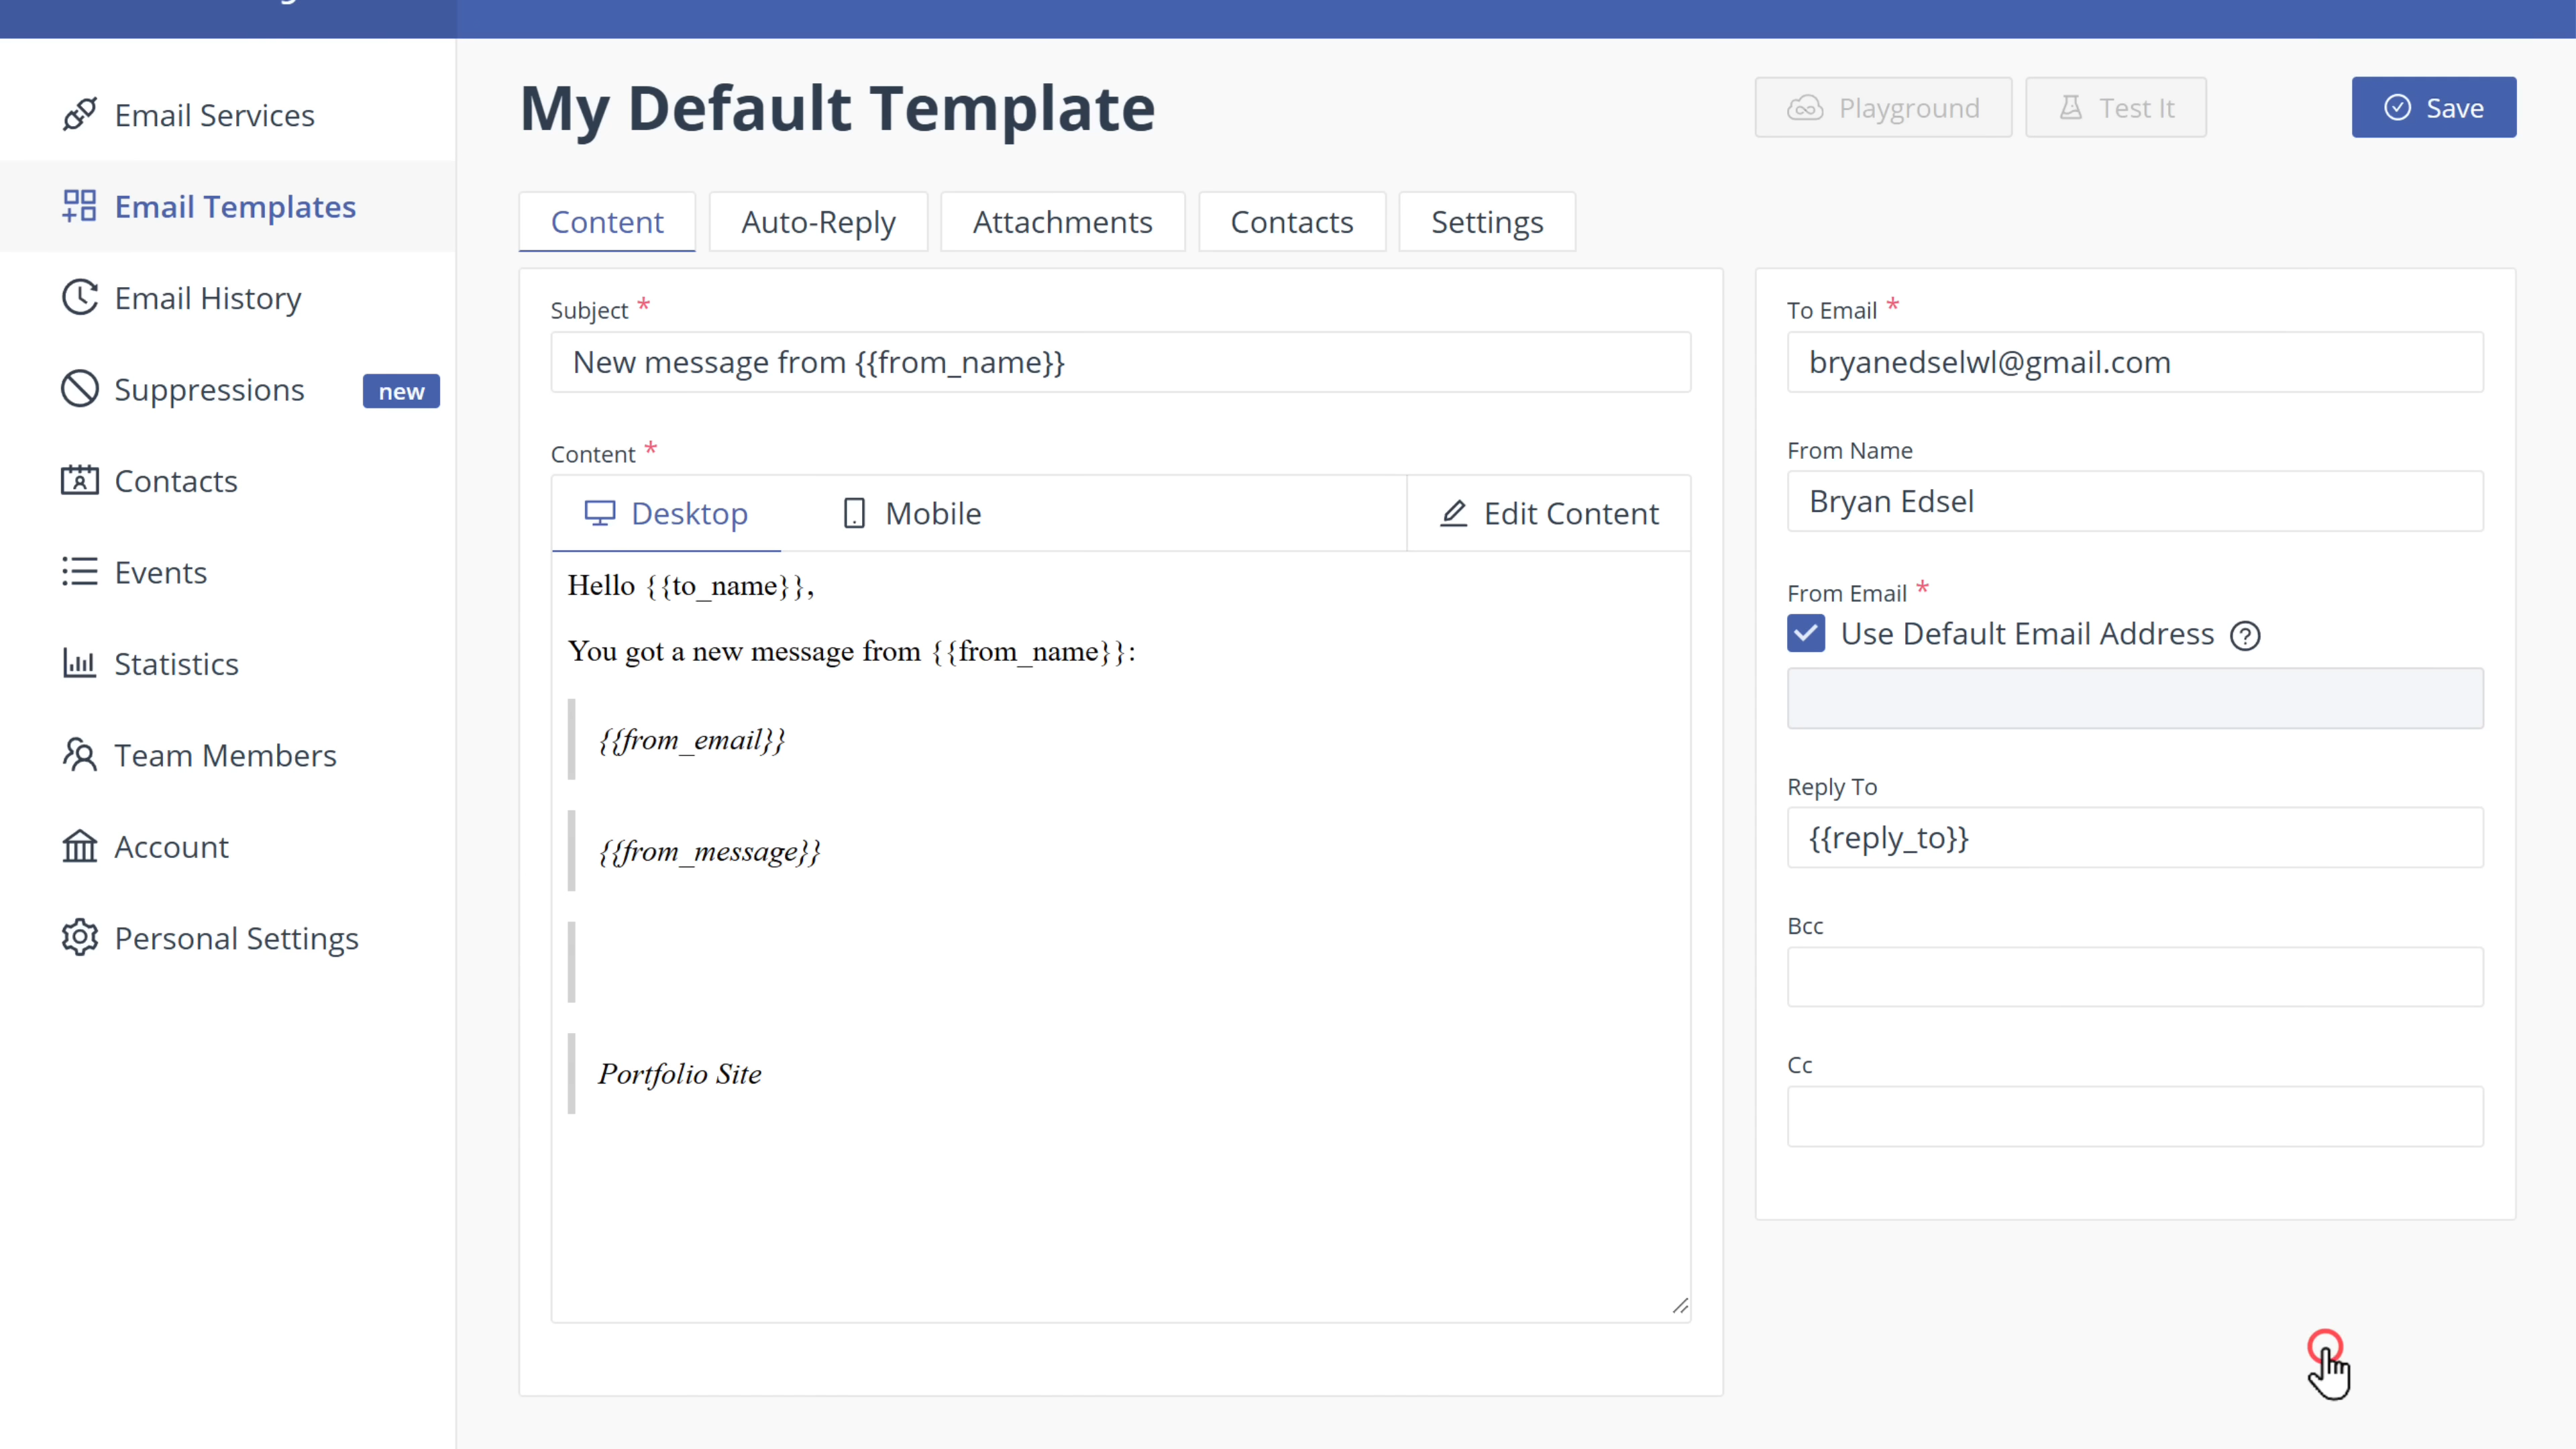 My Default Template
Playground
Test It
Save
Email Services
Email Templates
Email History
Suppressions new
Contacts
Events
Statistics
Team Members
Account
Personal Settings
Content
Auto-Reply
Attachments
Contacts
Settings
Subject *
New message from {{from_name}}
Content *
Desktop
Mobile
Edit Content
Hello {{to_name}},
You got a new message from {{from_name}}:
{{from_email}}
{{from_message}}
Portfolio Site
To Email *
bryanedselwl@gmail.com
From Name
Bryan Edsel
From Email *
Use Default Email Address
Reply To
{{reply_to}}
Bcc
Cc